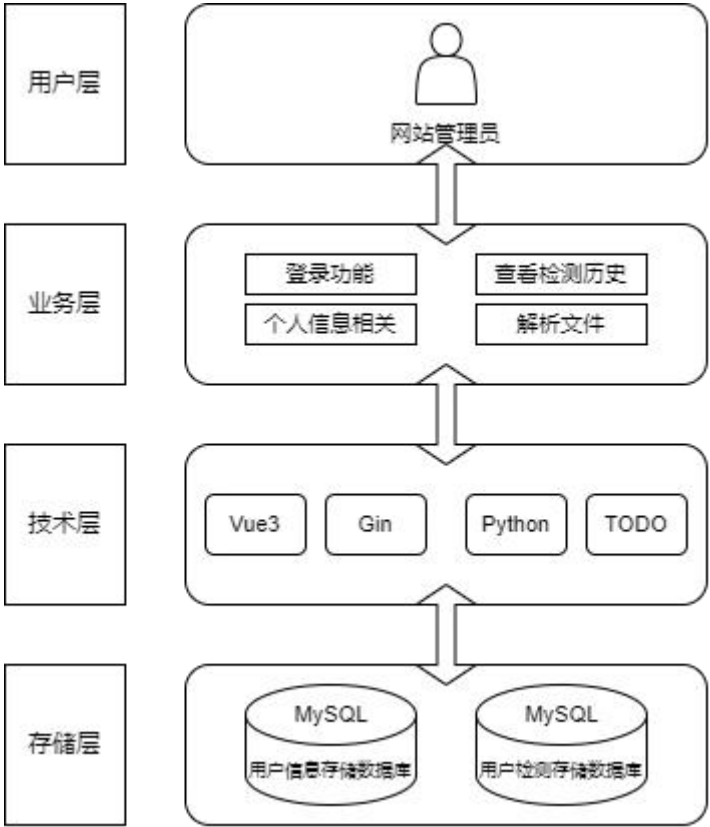 用户层
网站管理员
业务层
登录功能
查看检测历史
个人信息相关
解析文件
技术层
Vue3
Gin
Python
TODO
存储层
MySQL
用户信息存储数据库
MySQL
用户检测存储数据库